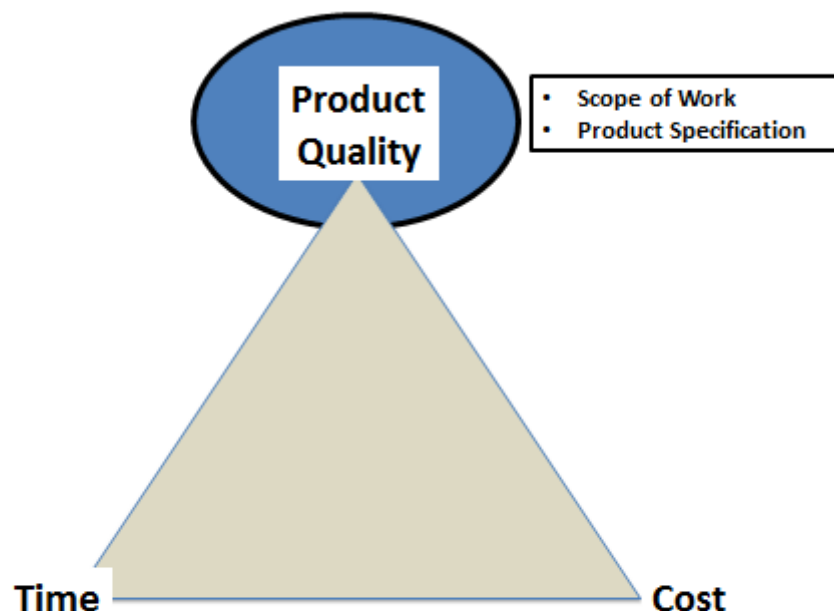 Product
Quality
• Scope of Work
• Product Specification
Time
Cost